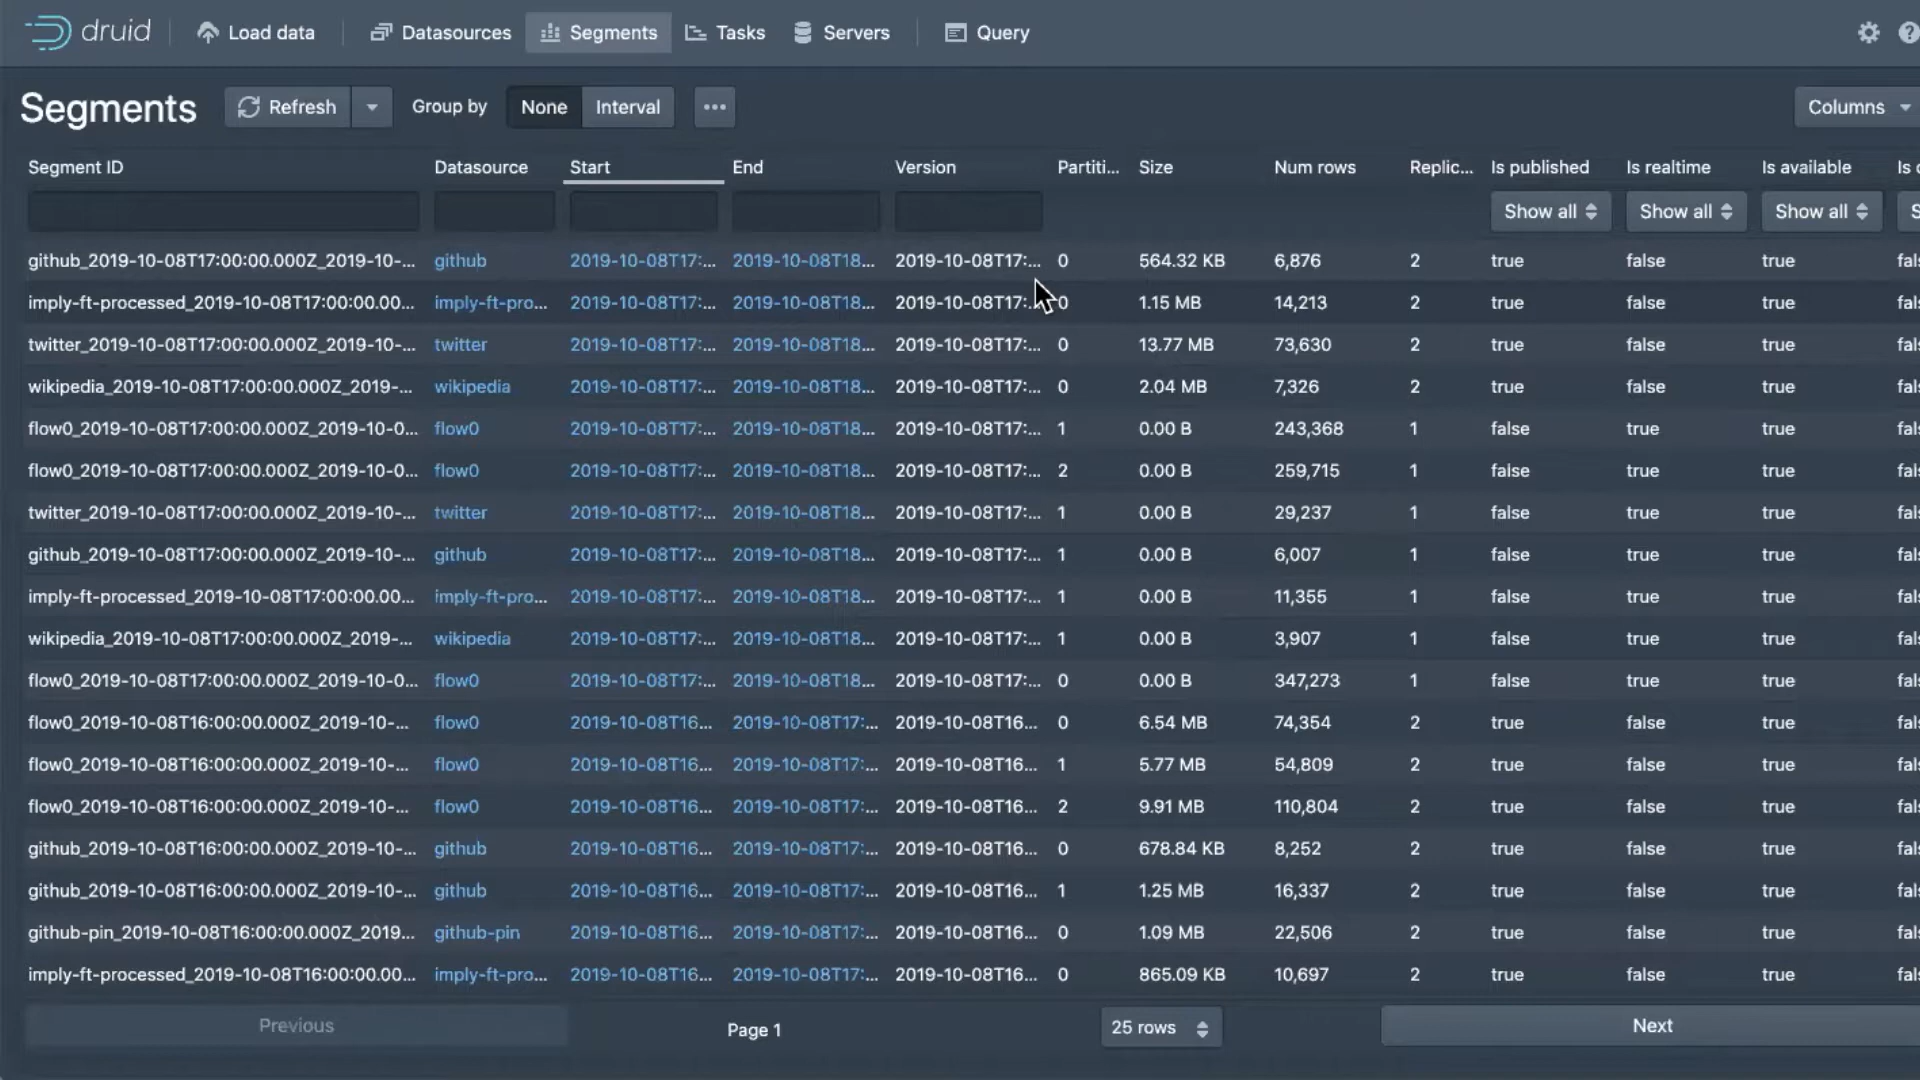 druid Load data Datasources Segments Tasks Servers Query
Segments Refresh Group by None Interval ... Columns
Segment ID Datasource Start End Version Partiti... Size Num rows Replic... Is published Is realtime Is available Is
Show all Show all Show all S
github_2019-10-08T17:00:00.000Z_2019-10-... github 2019-10-08T17:... 2019-10-08T18... 2019-10-08T17:... 0 564.32 KB 6,876 2 true false true fal
imply-ft-processed_2019-10-08T17:00:00.00... imply-ft-pro... 2019-10-08T17:... 2019-10-08T18... 2019-10-08T17:... 0 1.15 MB 14,213 2 true false true fal
twitter_2019-10-08T17:00:00.000Z_2019-10-... twitter 2019-10-08T17:... 2019-10-08T18... 2019-10-08T17:... 0 13.77 MB 73,630 2 true false true fal
wikipedia_2019-10-08T17:00:00.000Z_2019-... wikipedia 2019-10-08T17:... 2019-10-08T18... 2019-10-08T17:... 0 2.04 MB 7,326 2 true false true fal
flow0_2019-10-08T17:00:00.000Z_2019-10-0... flow0 2019-10-08T17:... 2019-10-08T18... 2019-10-08T17:... 1 0.00 B 243,368 1 false true true fal
flow0_2019-10-08T17:00:00.000Z_2019-10-0... flow0 2019-10-08T17:... 2019-10-08T18... 2019-10-08T17:... 2 0.00 B 259,715 1 false true true fal
twitter_2019-10-08T17:00:00.000Z_2019-10-... twitter 2019-10-08T17:... 2019-10-08T18... 2019-10-08T17:... 1 0.00 B 29,237 1 false true true fal
github_2019-10-08T17:00:00.000Z_2019-10-... github 2019-10-08T17:... 2019-10-08T18... 2019-10-08T17:... 1 0.00 B 6,007 1 false true true fal
imply-ft-processed_2019-10-08T17:00:00.00... imply-ft-pro... 2019-10-08T17:... 2019-10-08T18... 2019-10-08T17:... 1 0.00 B 11,355 1 false true true fal
wikipedia_2019-10-08T17:00:00.000Z_2019-... wikipedia 2019-10-08T17:... 2019-10-08T18... 2019-10-08T17:... 1 0.00 B 3,907 1 false true true fal
flow0_2019-10-08T17:00:00.000Z_2019-10-0... flow0 2019-10-08T17:... 2019-10-08T18... 2019-10-08T17:... 0 0.00 B 347,273 1 false true true fal
flow0_2019-10-08T16:00:00.000Z_2019-10-... flow0 2019-10-08T16... 2019-10-08T17:... 2019-10-08T16... 0 6.54 MB 74,354 2 true false true fal
flow0_2019-10-08T16:00:00.000Z_2019-10-... flow0 2019-10-08T16... 2019-10-08T17:... 2019-10-08T16... 1 5.77 MB 54,809 2 true false true fal
flow0_2019-10-08T16:00:00.000Z_2019-10-... flow0 2019-10-08T16... 2019-10-08T17:... 2019-10-08T16... 2 9.91 MB 110,804 2 true false true fal
github_2019-10-08T16:00:00.000Z_2019-10-... github 2019-10-08T16... 2019-10-08T17:... 2019-10-08T16... 0 678.84 KB 8,252 2 true false true fal
github_2019-10-08T16:00:00.000Z_2019-10-... github 2019-10-08T16... 2019-10-08T17:... 2019-10-08T16... 1 1.25 MB 16,337 2 true false true fal
github-pin_2019-10-08T16:00:00.000Z_2019... github-pin 2019-10-08T16... 2019-10-08T17:... 2019-10-08T16... 0 1.09 MB 22,506 2 true false true fal
imply-ft-processed_2019-10-08T16:00:00.00... imply-ft-pro... 2019-10-08T16... 2019-10-08T17:... 2019-10-08T16... 0 865.09 KB 10,697 2 true false true fal
Previous Page 1 25 rows Next